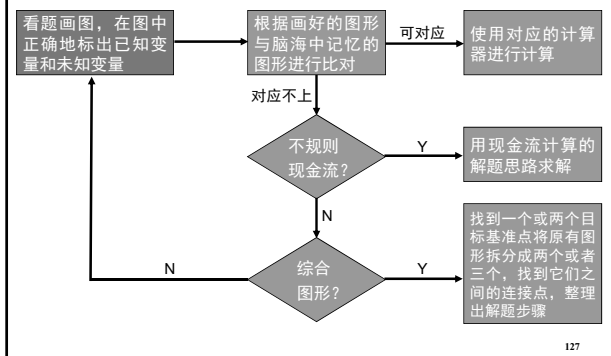 看题画图，在图中
正确地标出已知变
量和未知变量
根据画好的图形
与脑海中记忆的
图形进行比对
可对应
使用对应的计算
器进行计算
对应不上
不规则
现金流？
Y
用现金流计算的
解题思路求解
N
综合
图形？
N
Y
找到一个或两个目
标基准点将原有图
形拆分成两个或者
三个，找到它们之
间的连接点，整理
出解题步骤
127